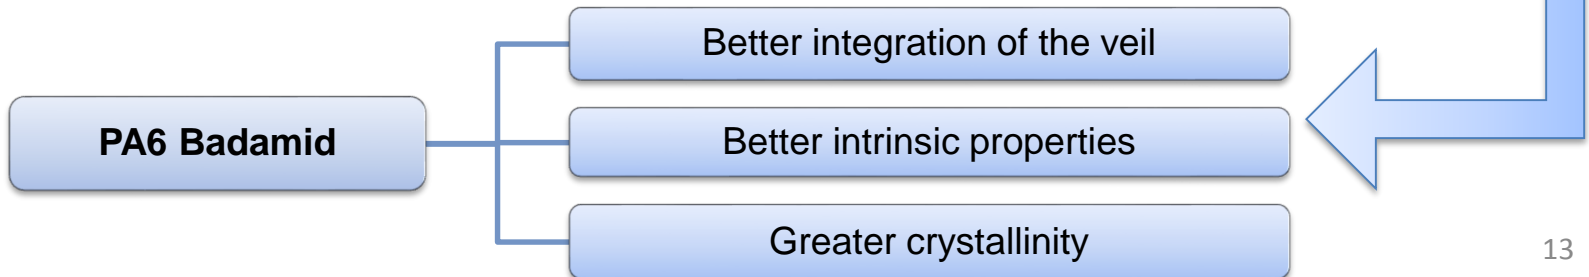 Better integration of the veil
PA6 Badamid
Better intrinsic properties
Greater crystallinity
13